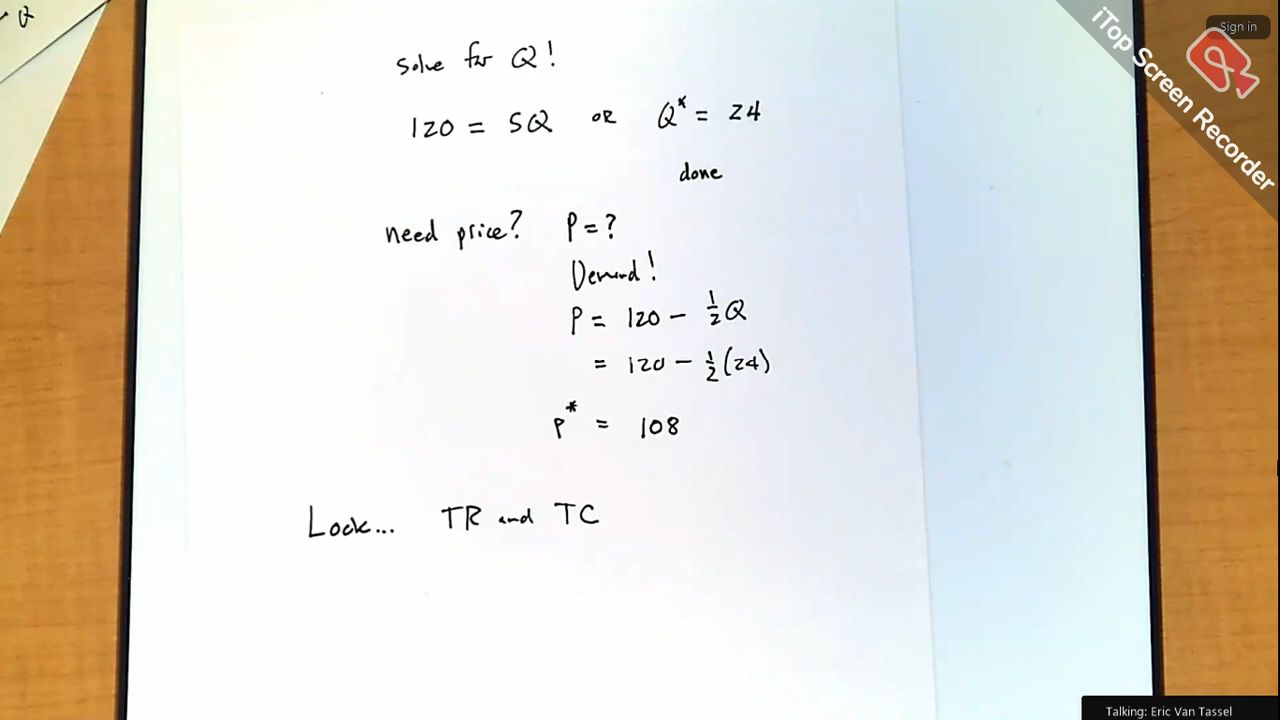 Q
Sign in
iTop Screen Recorder
Solve for Q!
120 = 5Q OR Q* = 24
done
need price? P = ?
Demand!
P = 120 - 1/2 Q
= 120 - 1/2 (24)
P* = 108
Look... TR and TC
Talking: Eric Van Tassel